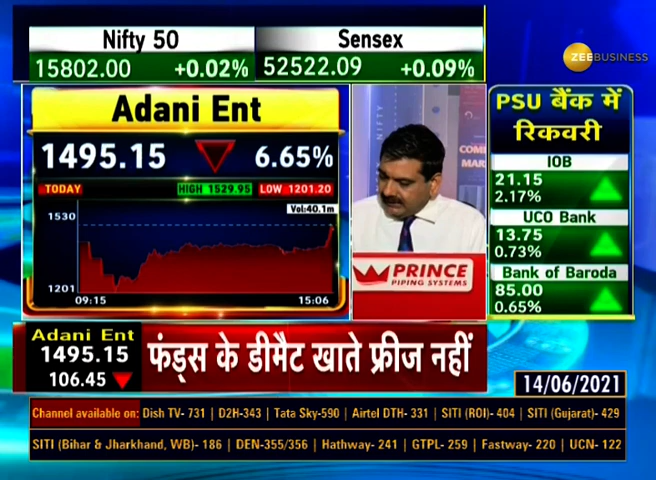 Nifty 50
15802.00 +0.02%
Sensex
52522.09 +0.09%
ZEEBUSINESS
Adani Ent
1495.15 6.65%
TODAY HIGH 1529.95 LOW 1201.20
Vol:40.1m
1530
1201
09:15 15:06
NIFTY
COM
MAR
PRINCE
PIPING SYSTEMS
PSU बैंक में
रिकवरी
IOB
21.15
2.17%
UCO Bank
13.75
0.73%
Bank of Baroda
85.00
0.65%
Adani Ent
1495.15
106.45
फंड्स के डीमैट खाते फ्रीज नहीं
14/06/2021
Channel available on: Dish TV- 731 | D2H-343 | Tata Sky-590 | Airtel DTH- 331 | SITI (ROI)- 404 | SITI (Gujarat)- 429
SITI (Bihar & Jharkhand, WB)- 186 | DEN-355/356 | Hathway- 241 | GTPL- 259 | Fastway- 220 | UCN- 122